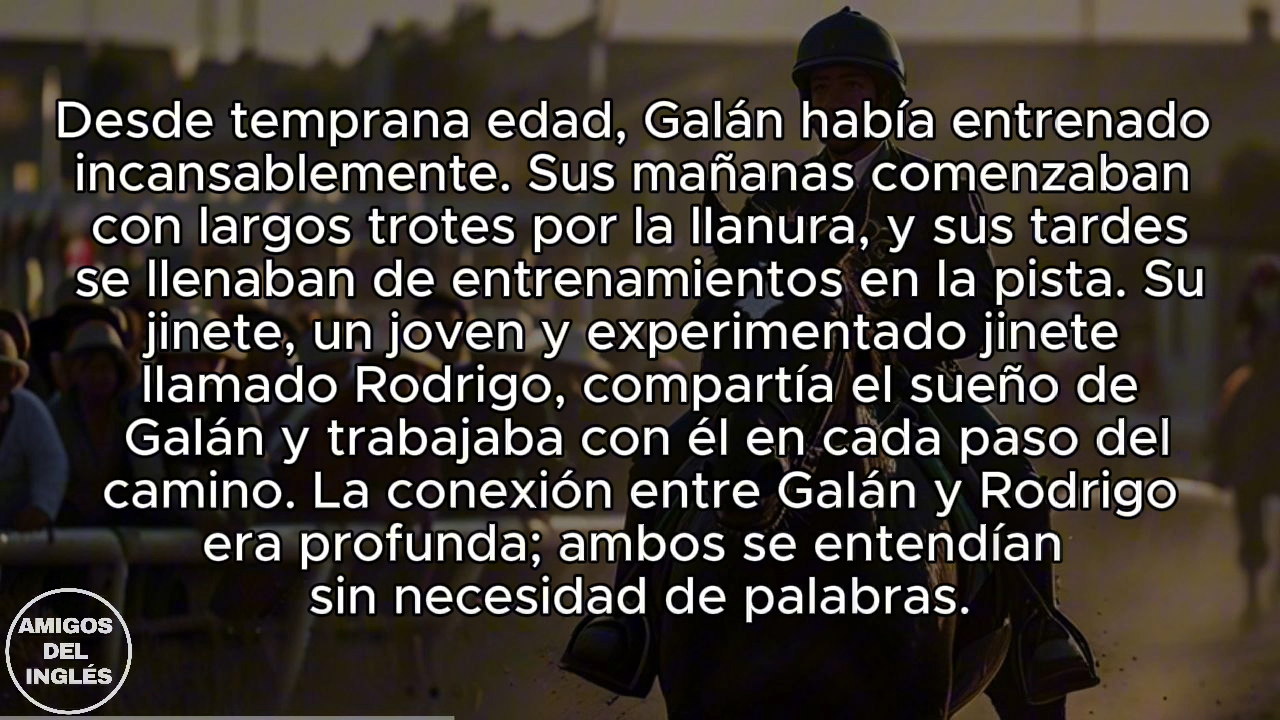 Desde temprana edad, Galán había entrenado
incansablemente. Sus mañanas comenzaban
con largos trotes por la llanura, y sus tardes
se llenaban de entrenamientos en la pista. Su
jinete, un joven y experimentado jinete
llamado Rodrigo, compartía el sueño de
Galán y trabajaba con él en cada paso del
camino. La conexión entre Galán y Rodrigo
era profunda; ambos se entendían
sin necesidad de palabras.
AMIGOS
DEL
INGLÉS